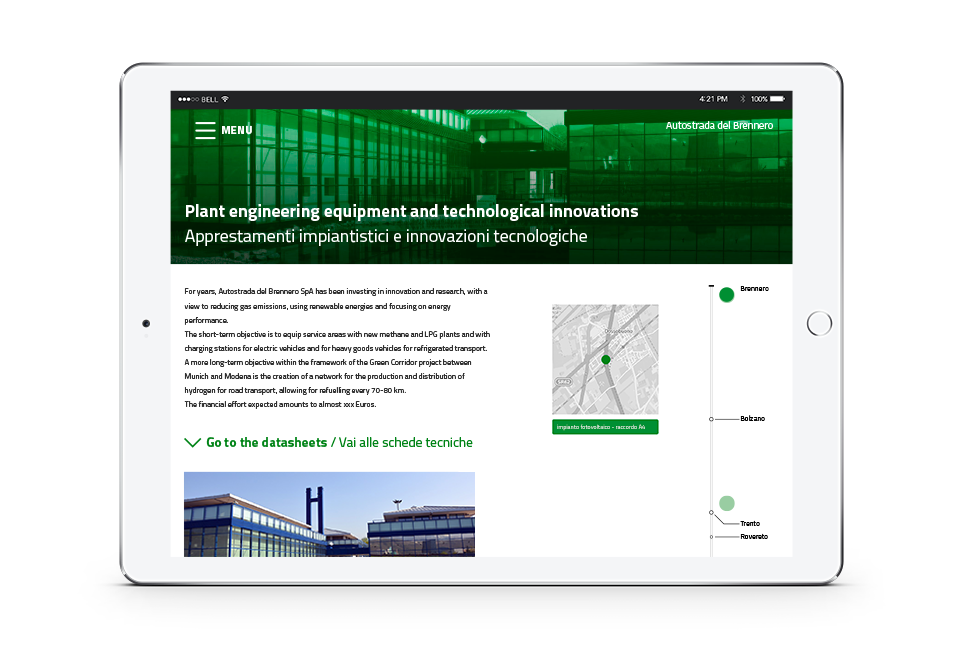 BELL
4:21 PM
100%
MENU
Autostrada del Brennero
Plant engineering equipment and technological innovations
Apprestamenti impiantistici e innovazioni tecnologiche
For years, Autostrada del Brennero SpA has been investing in innovation and research, with a
view to reducing gas emissions, using renewable energies and focusing on energy
performance.
The short-term objective is to equip service areas with new methane and LPG plants and with
charging stations for electric vehicles and for heavy goods vehicles for refrigerated transport.
A more long-term objective within the framework of the Green Corridor project between
Munich and Modena is the creation of a network for the production and distribution of
hydrogen for road transport, allowing for refuelling every 70-80 km.
The financial effort expected amounts to almost xxx Euros.
Go to the datasheets / Vai alle schede tecniche
Dossobuono
impianto fotovoltaico - raccordo A4
Brennero
Bolzano
Trento
Rovereto